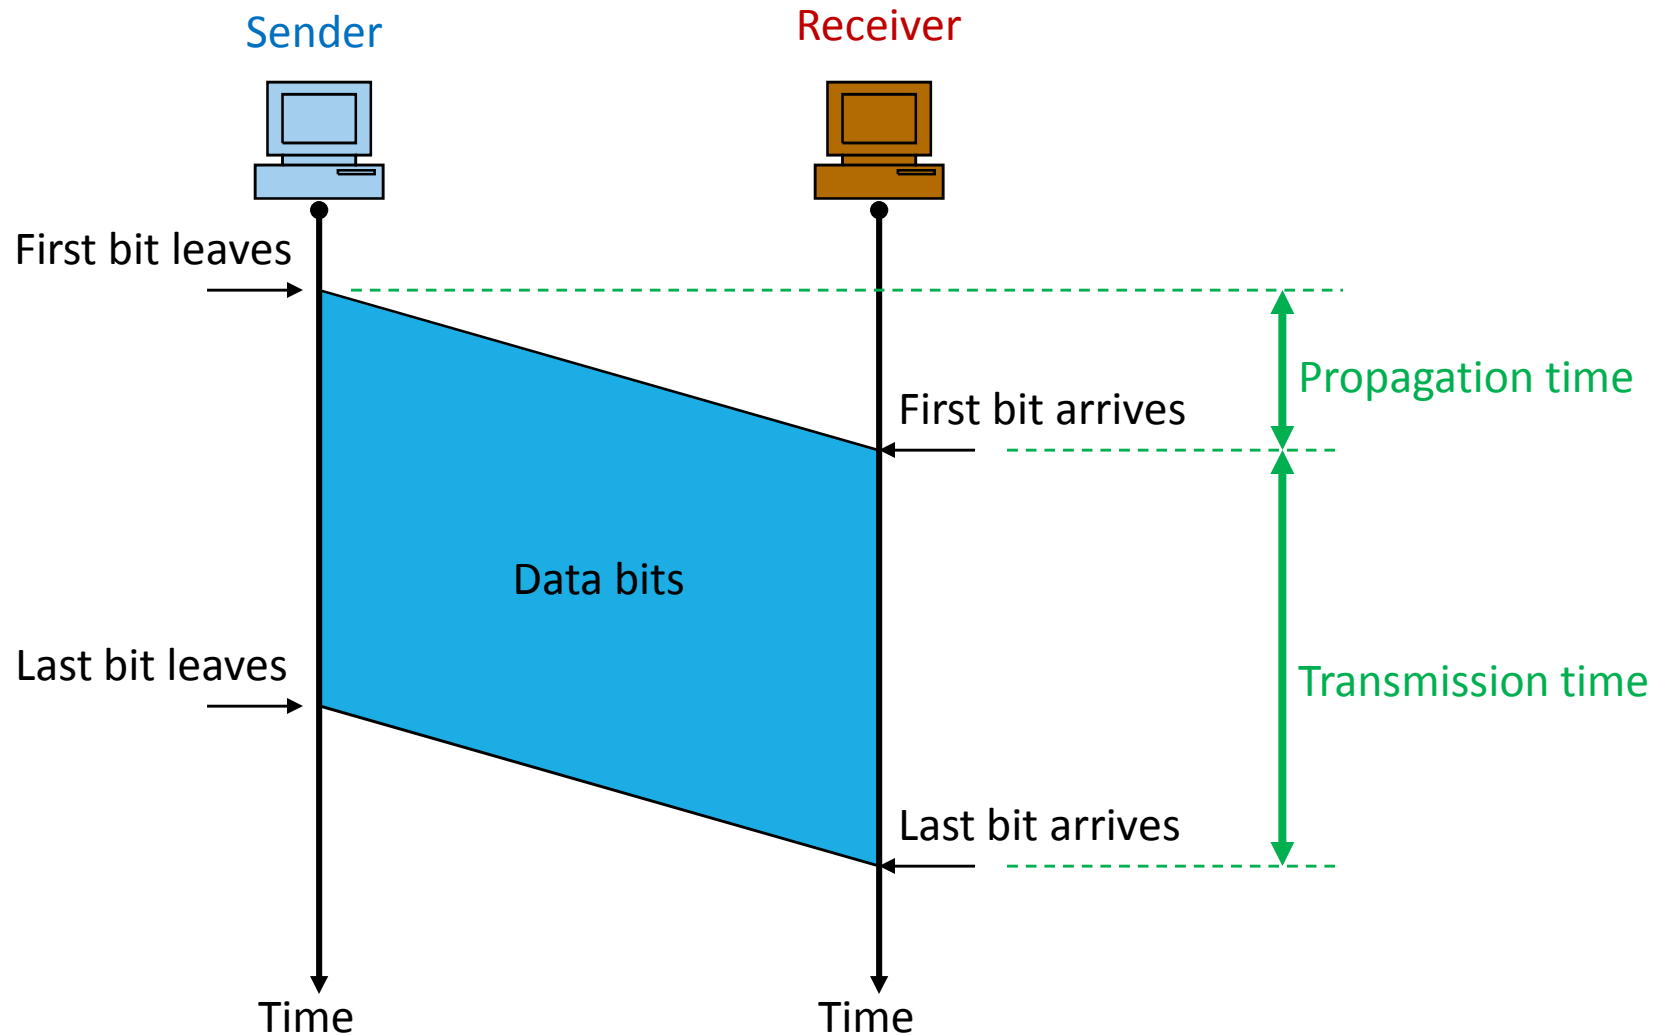 Sender
Receiver
First bit leaves
Propagation time
First bit arrives
Data bits
Last bit leaves
Transmission time
Last bit arrives
Time
Time